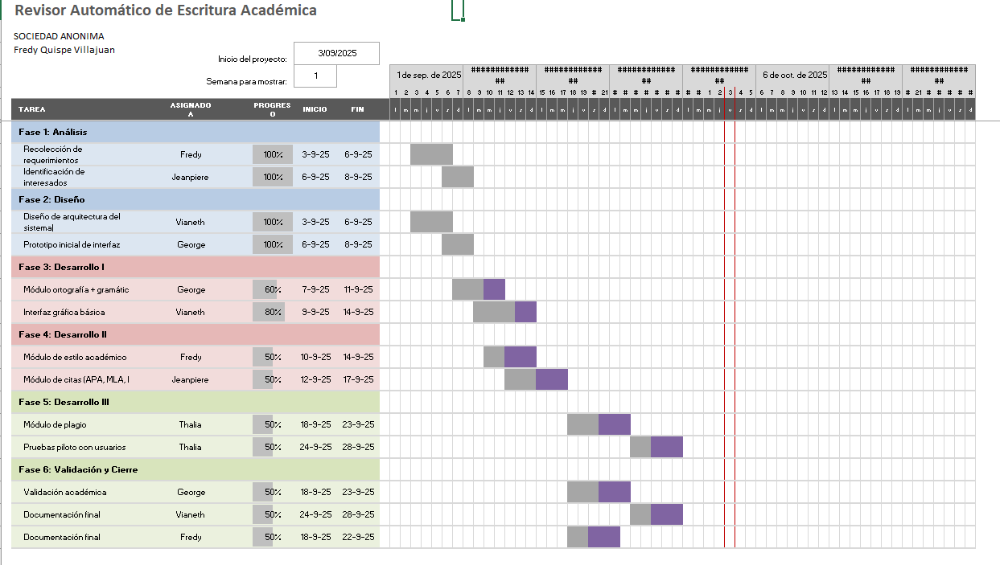 Revisor Automático de Escritura Académica
SOCIEDAD ANONIMA
Fredy Quispe Villajuan
Inicio del proyecto: 3/09/2025
Semana para mostrar: 1
1 de sep. de 2025 ############## ############## ############## ############## 6 de oct. de 2025 ############## ##############
1 2 3 4 5 6 7 8 9 10 11 12 13 14 15 16 17 18 19 # 21 # # # # # # # # # 1 2 3 4 5 6 7 8 9 10 11 12 13 14 15 16 17 18 19 # 21 # # # # #
TAREA ASIGNADO A PROGRESO INICIO FIN l m m j v s d l m m j v s d l m m j v s d l m m j v s d l m m j v s d l m m j v s d l m m j v s d l m m j v s d
Fase 1: Análisis
Recolección de requerimientos Fredy 100% 3-9-25 6-9-25
Identificación de interesados Jeanpiere 100% 6-9-25 8-9-25
Fase 2: Diseño
Diseño de arquitectura del sistema Vianeth 100% 3-9-25 6-9-25
Prototipo inicial de interfaz George 100% 6-9-25 8-9-25
Fase 3: Desarrollo I
Módulo ortografía + gramátic George 60% 7-9-25 11-9-25
Interfaz gráfica básica Vianeth 80% 9-9-25 14-9-25
Fase 4: Desarrollo II
Módulo de estilo académico Fredy 50% 10-9-25 14-9-25
Módulo de citas (APA, MLA, I Jeanpiere 50% 12-9-25 17-9-25
Fase 5: Desarrollo III
Módulo de plagio Thalia 50% 18-9-25 23-9-25
Pruebas piloto con usuarios Thalia 50% 24-9-25 28-9-25
Fase 6: Validación y Cierre
Validación académica George 50% 18-9-25 23-9-25
Documentación final Vianeth 50% 24-9-25 28-9-25
Documentación final Fredy 50% 18-9-25 22-9-25